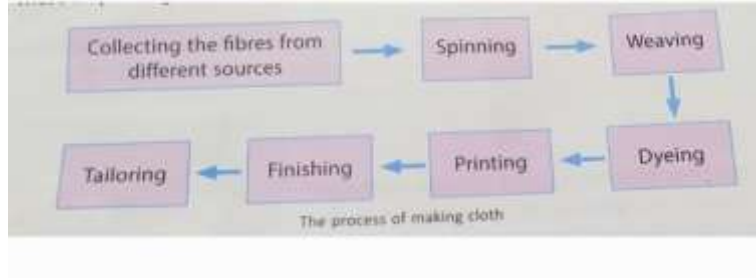 Collecting the fibres from
different sources
Spinning
Weaving
Dyeing
Printing
Finishing
Tailoring
The process of making cloth